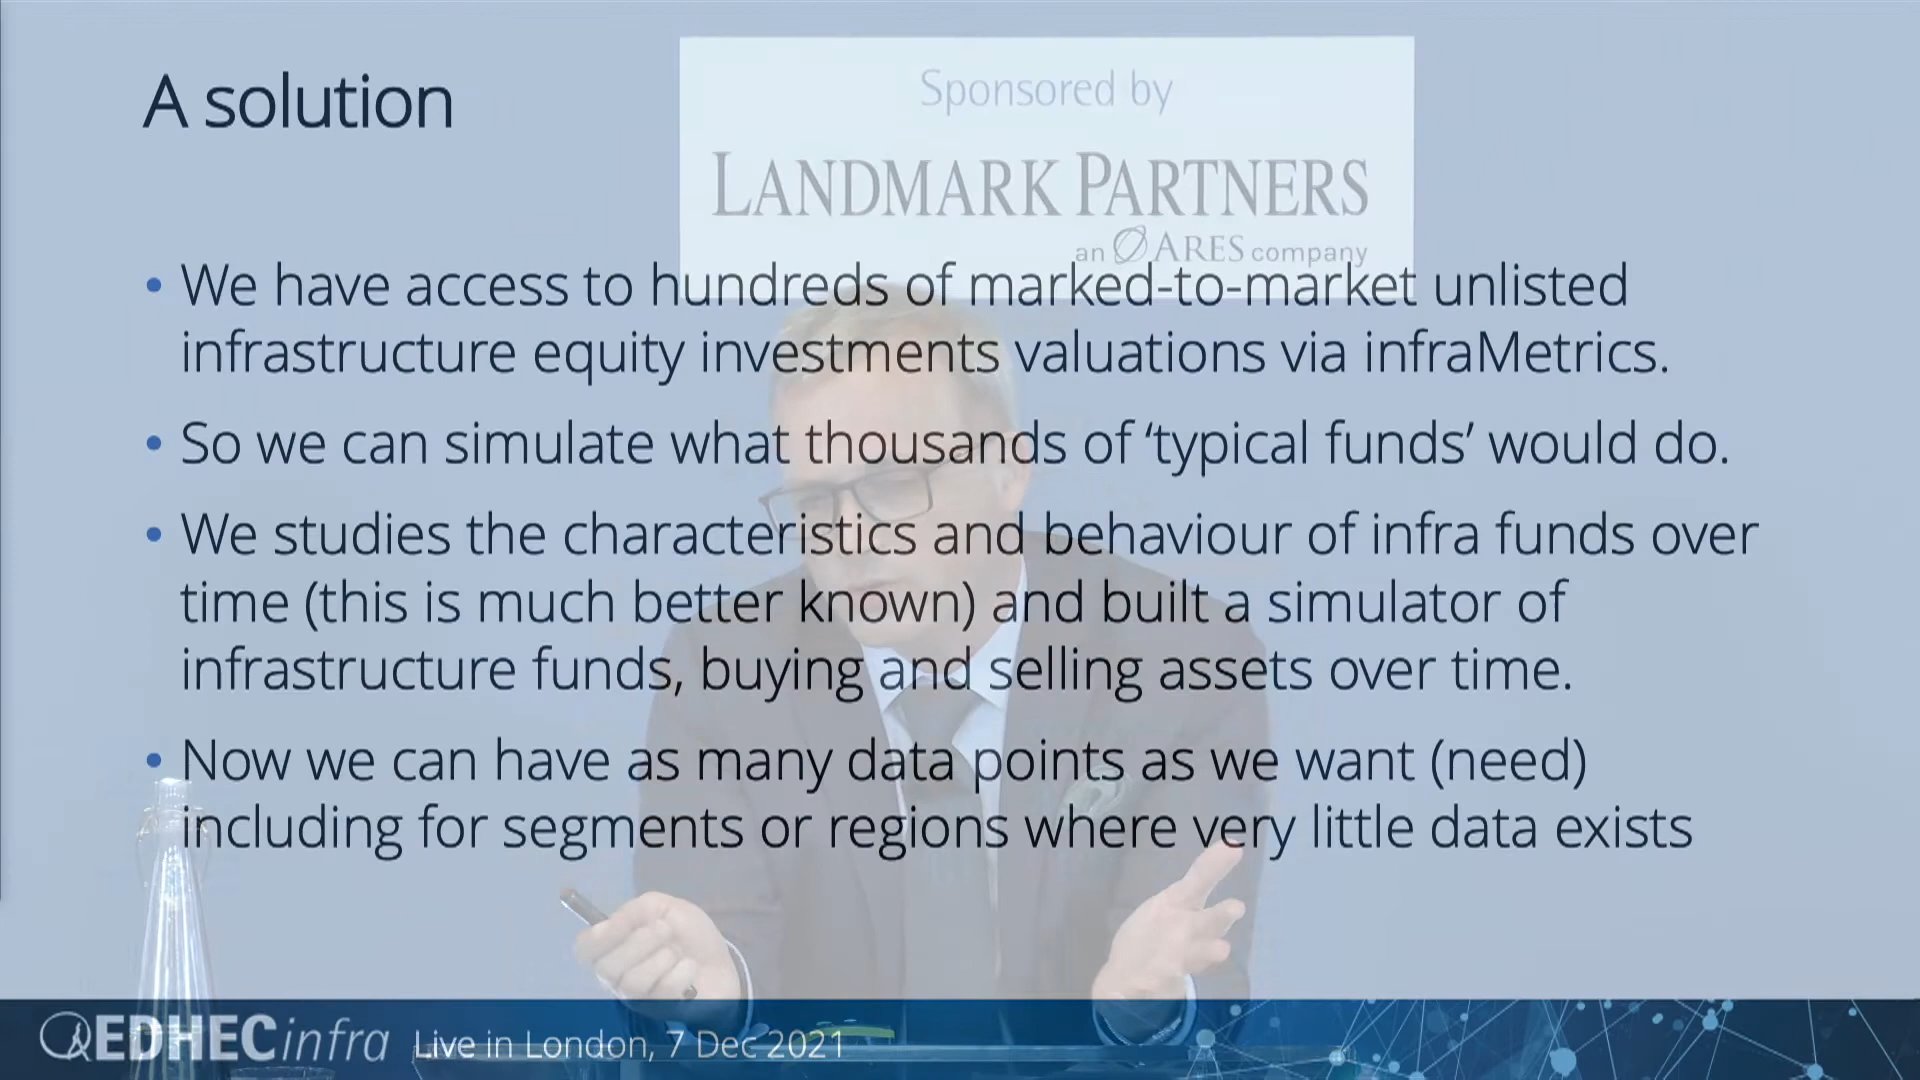 A solution
Sponsored by
LANDMARK PARTNERS
an ARES company
• We have access to hundreds of marked-to-market unlisted
infrastructure equity investments valuations via infraMetrics.
• So we can simulate what thousands of ‘typical funds’ would do.
• We studies the characteristics and behaviour of infra funds over
time (this is much better known) and built a simulator of
infrastructure funds, buying and selling assets over time.
• Now we can have as many data points as we want (need)
including for segments or regions where very little data exists
EDHECinfra Live in London, 7 Dec 2021